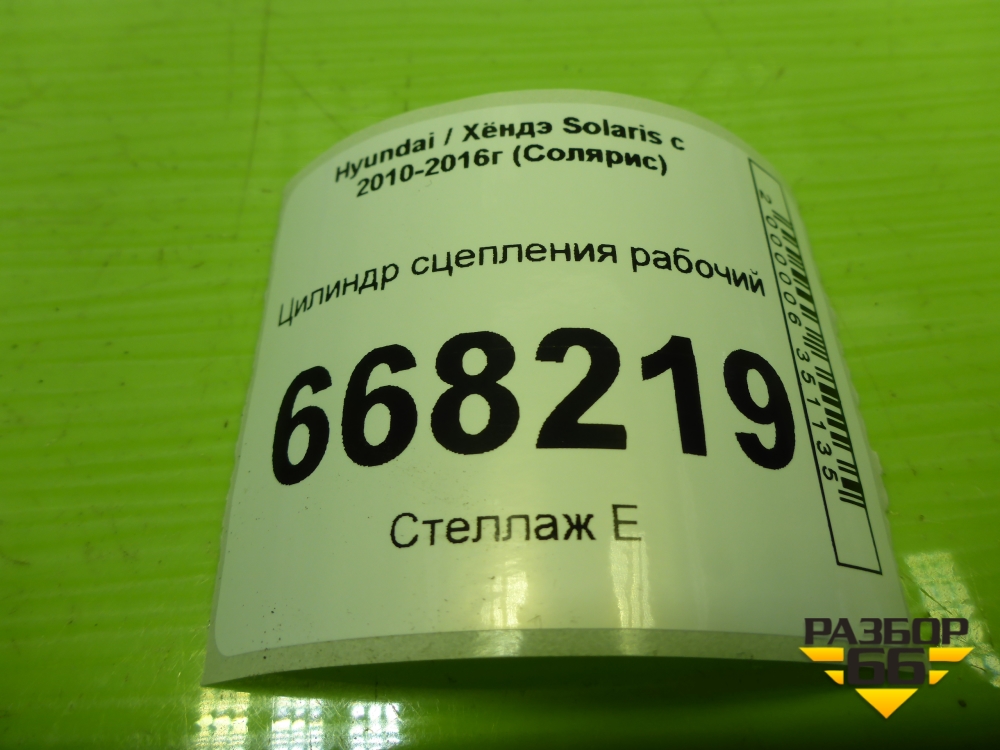 Hyundai / Хёндэ Solaris с
2010-2016г (Солярис)
Цилиндр сцепления рабочий
668219
Стеллаж Е
2000006351135
РАЗБОР
66